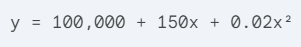 y = 100,000 + 150x + 0.02x²